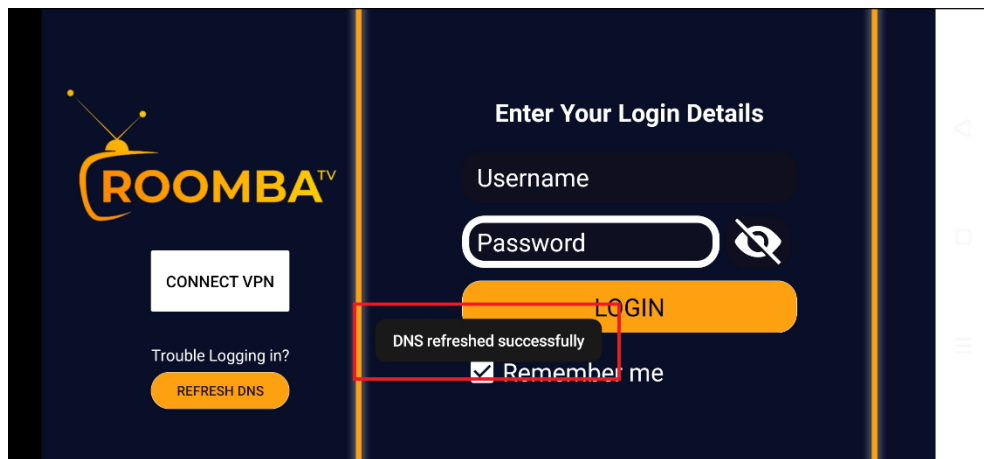 ROOMBA TV
CONNECT VPN
Trouble Logging in?
REFRESH DNS
Enter Your Login Details
Username
Password
LOGIN
DNS refreshed successfully
Remember me